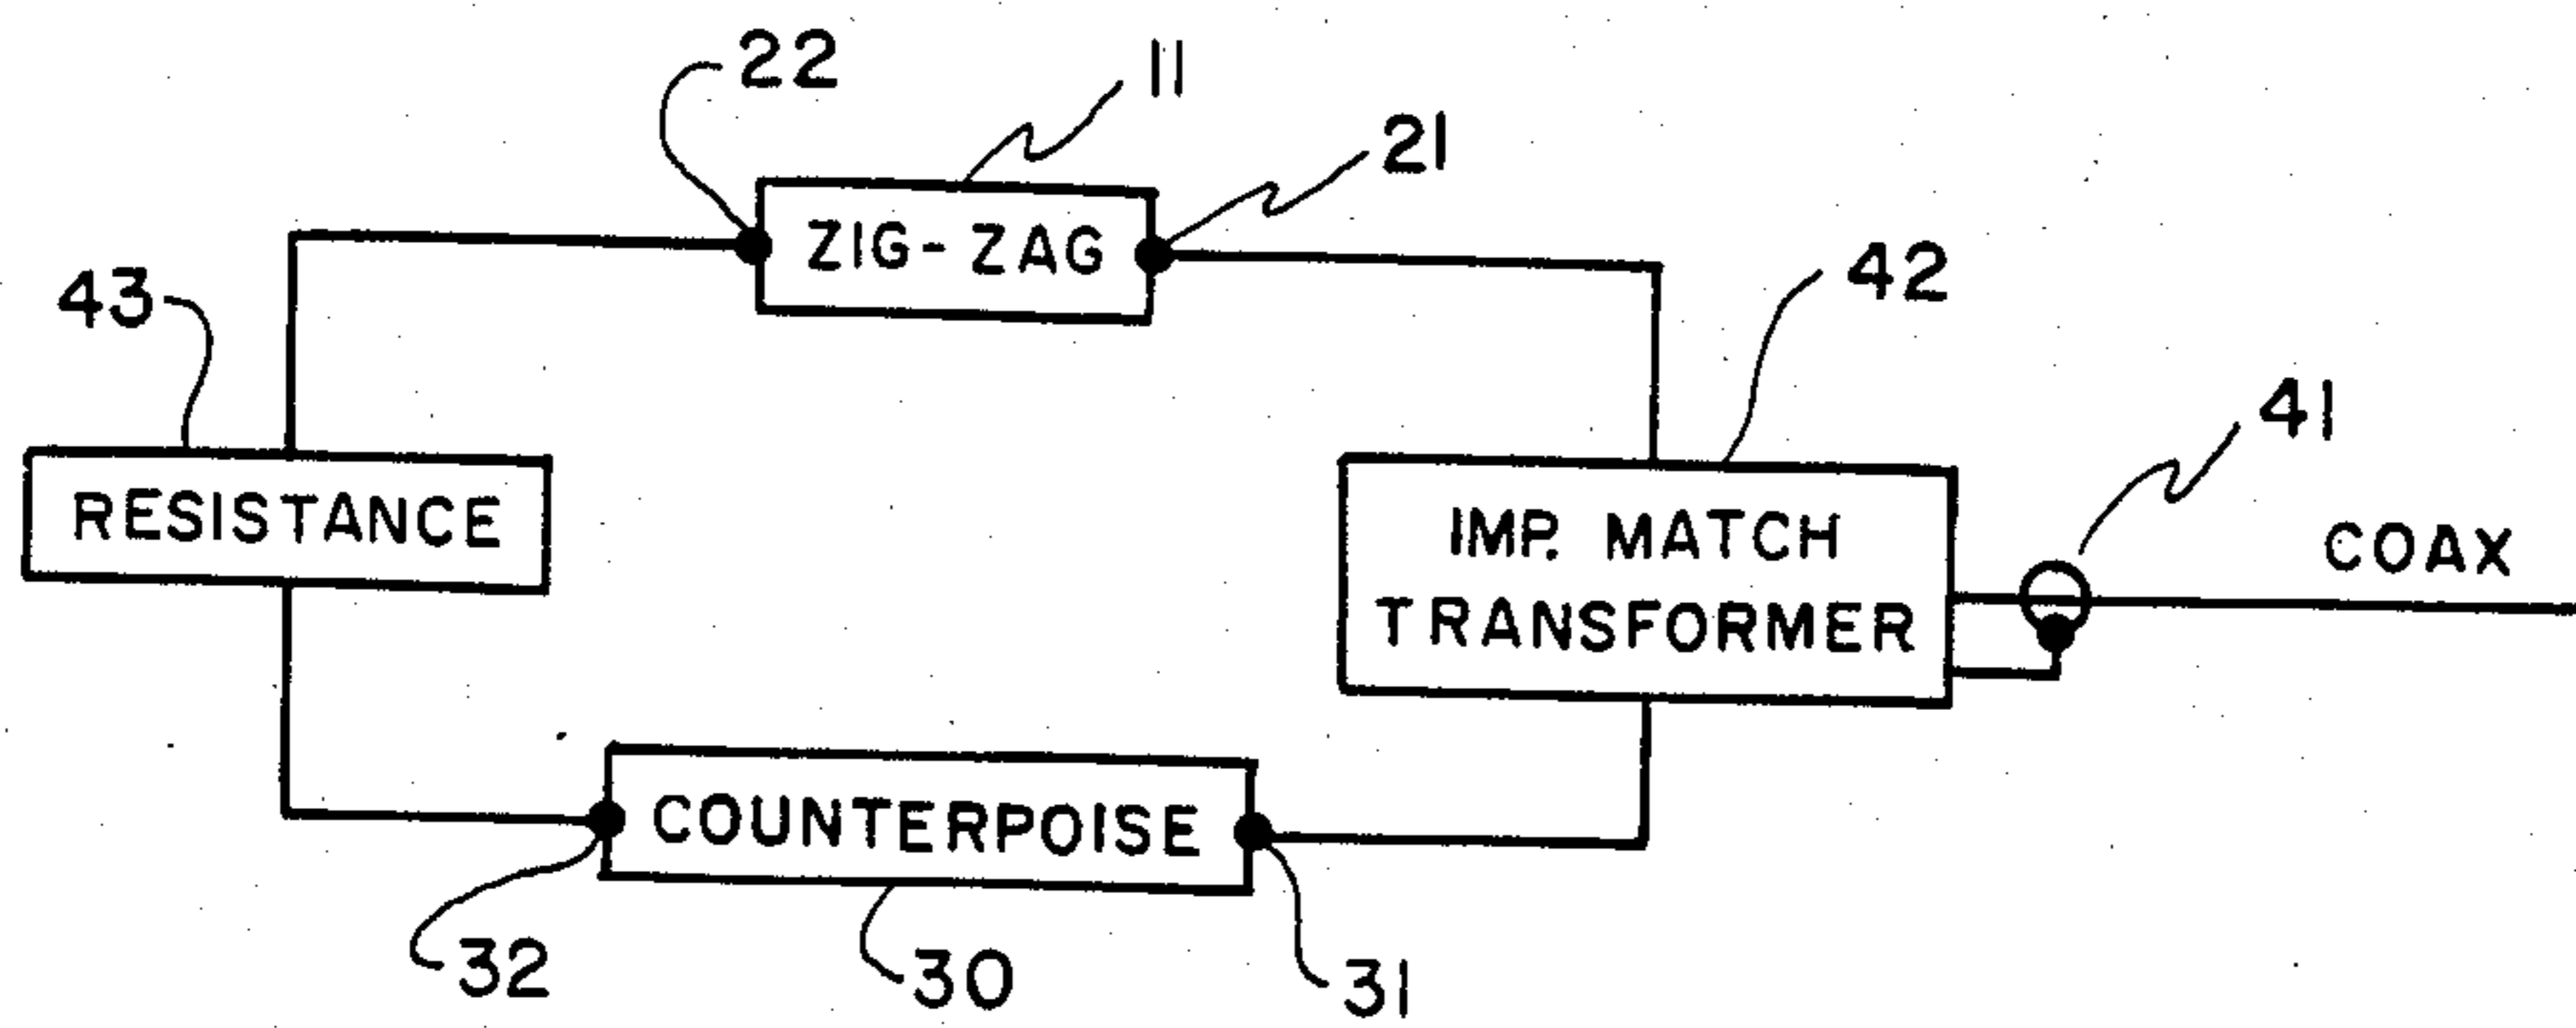 22
11
21
ZIG-ZAG
43
42
41
RESISTANCE
IMP. MATCH
TRANSFORMER
COAX
COUNTERPOISE
32
30
31